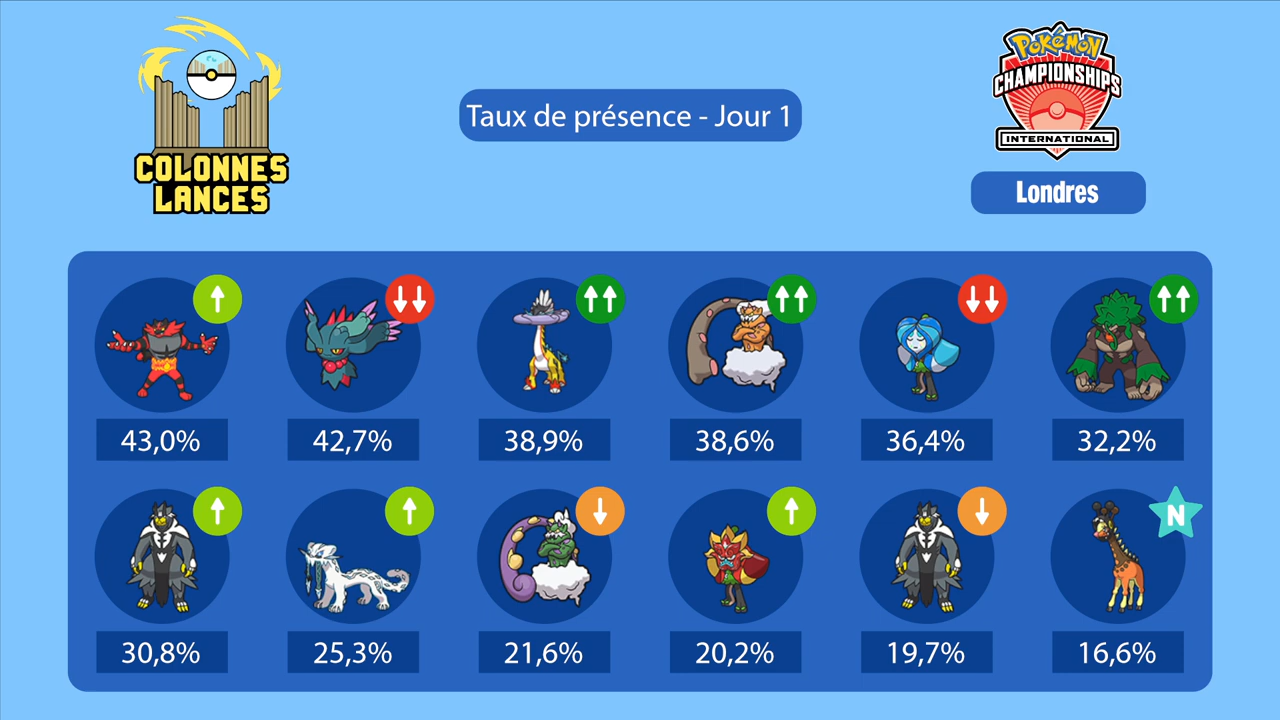 COLONNES
LANCES
Taux de présence - Jour 1
POKÉMON
CHAMPIONSHIPS
INTERNATIONAL
Londres
43,0%
42,7%
38,9%
38,6%
36,4%
32,2%
N
30,8%
25,3%
21,6%
20,2%
19,7%
16,6%